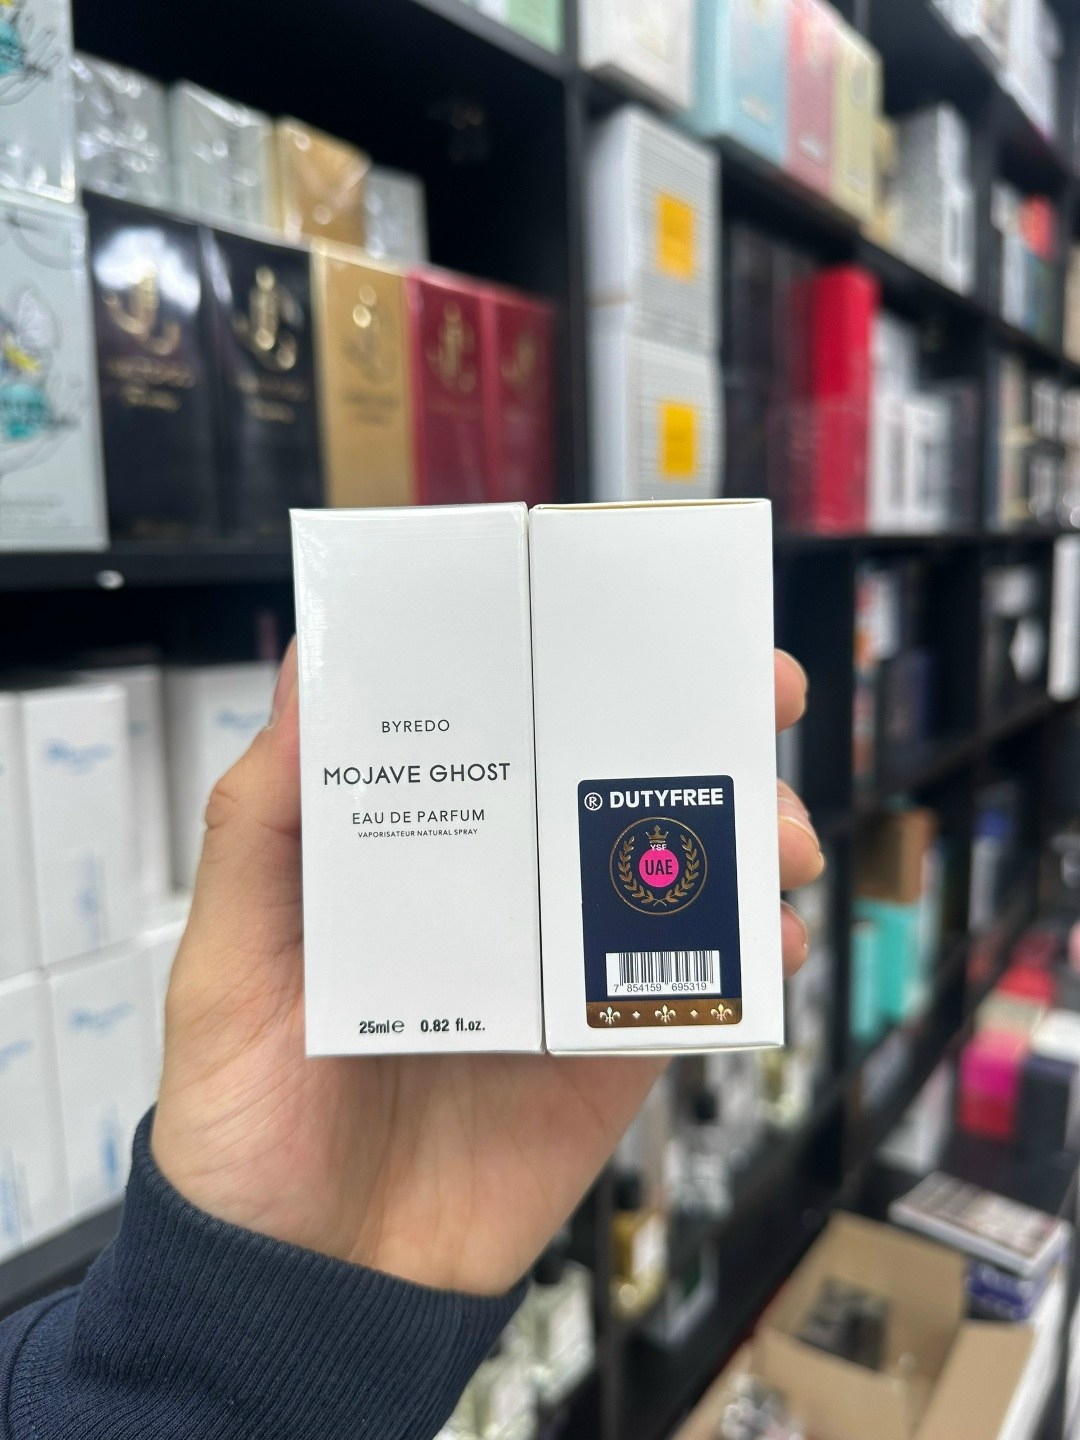 BYREDO
MOJAVE GHOST
EAU DE PARFUM
VAPORISATEUR NATURAL SPRAY
25ml e 0.82 fl.oz.
® DUTYFREE
YSF
UAE
7 854159 695319